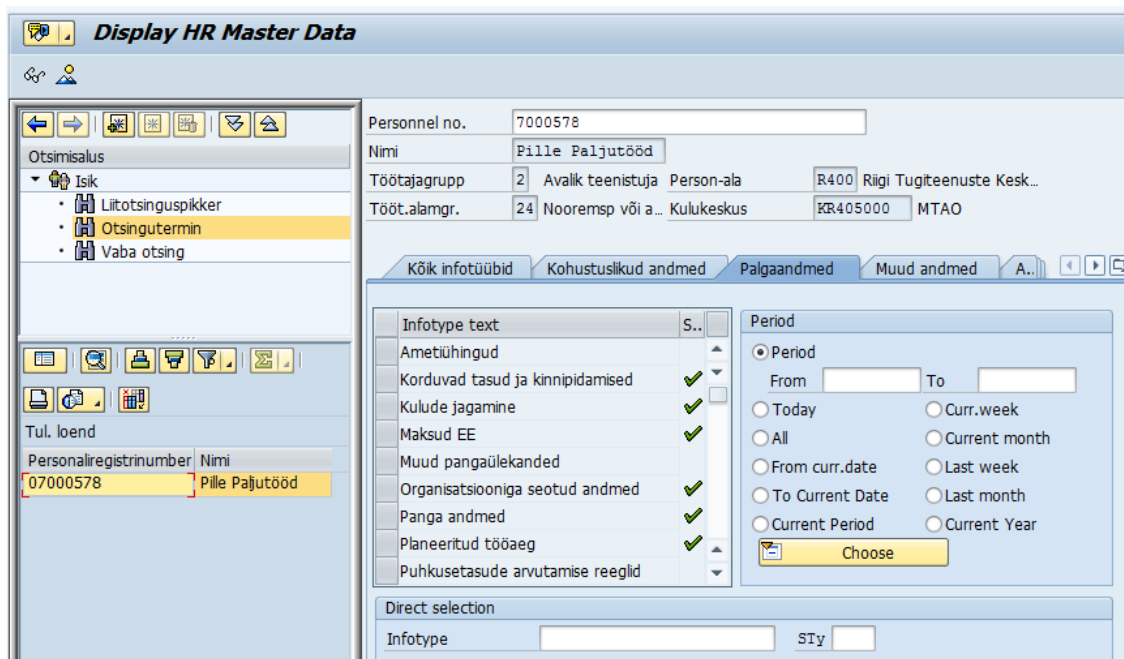 Display HR Master Data
Otsimisalus
Isik
Liitotsinguspikker
Otsingutermin
Vaba otsing
Tul. loend
Personaliregistrinumber Nimi
07000578 Pille Paljutööd
Personnel no. 7000578
Nimi Pille Paljutööd
Töötajagrupp 2 Avalik teenistuja Person-ala R400 Riigi Tugiteenuste Kesk...
Tööt.alamgr. 24 Nooremsp või a... Kulukeskus KR405000 MTAO
Kõik infotüübid Kohustuslikud andmed Palgaandmed Muud andmed A..
Infotype text S..
Ametiühingud
Korduvad tasud ja kinnipidamised
Kulude jagamine
Maksud EE
Muud pangaülekanded
Organisatsiooniga seotud andmed
Panga andmed
Planeeritud tööaeg
Puhkusetasude arvutamise reeglid
Period
Period
From To
Today Curr.week
All Current month
From curr.date Last week
To Current Date Last month
Current Period Current Year
Choose
Direct selection
Infotype STy